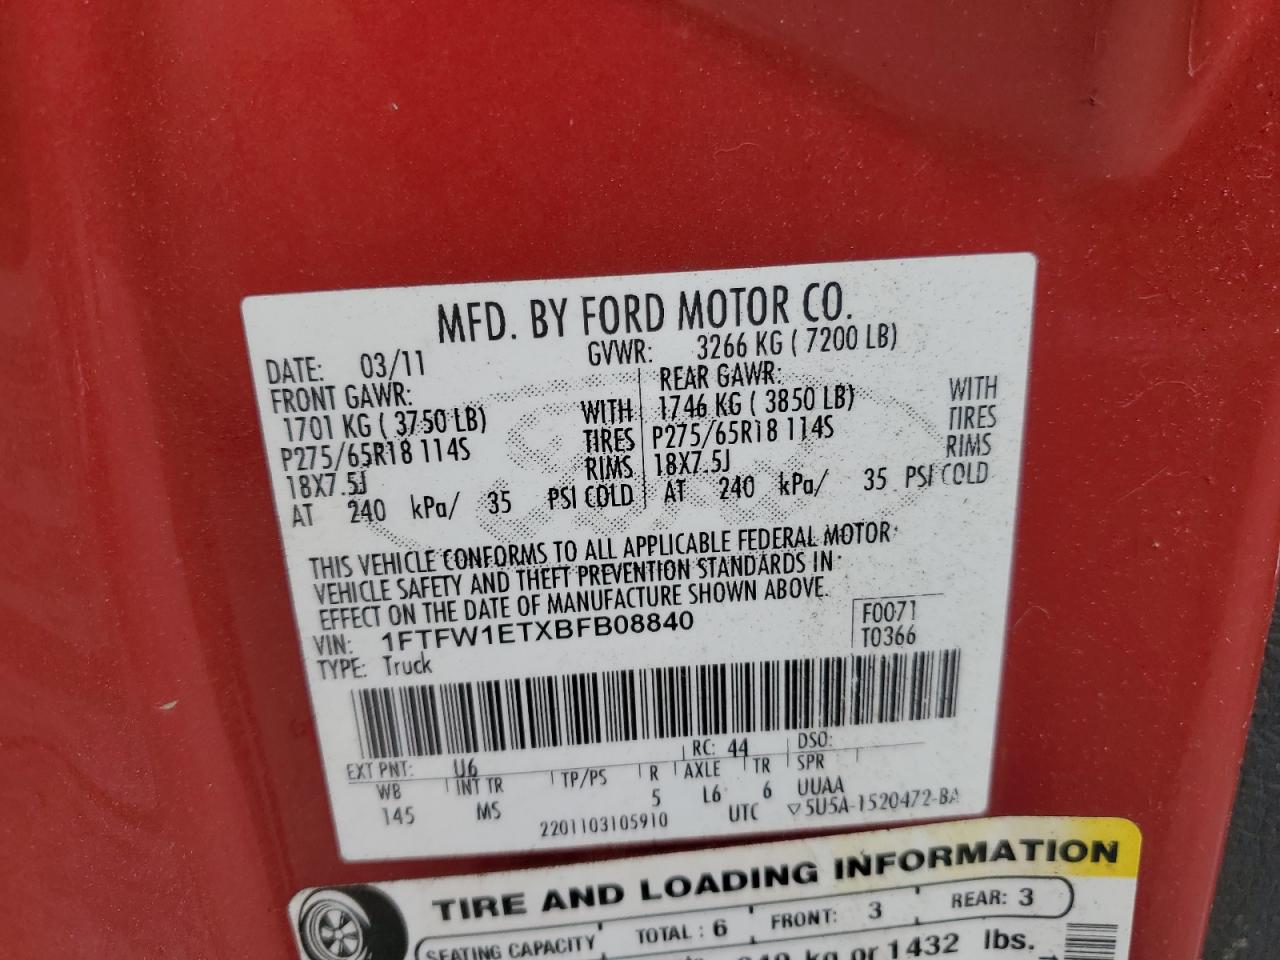 MFD. BY FORD MOTOR CO.
DATE: 03/11 GVWR: 3266 KG ( 7200 LB)
FRONT GAWR: REAR GAWR:
1701 KG ( 3750 LB) WITH 1746 KG ( 3850 LB) WITH
P275/65R18 114S TIRES P275/65R18 114S TIRES
18X7.5J RIMS 18X7.5J RIMS
AT 240 kPa/ 35 PSI COLD AT 240 kPa/ 35 PSI COLD
THIS VEHICLE CONFORMS TO ALL APPLICABLE FEDERAL MOTOR
VEHICLE SAFETY AND THEFT PREVENTION STANDARDS IN
EFFECT ON THE DATE OF MANUFACTURE SHOWN ABOVE.
VIN: 1FTFW1ETXBFB08840 F0071
TYPE: Truck T0366
EXT PNT: U6 RC: 44 DSO:
WB INT TR TP/PS R AXLE TR SPR
145 MS 5 L6 6 UUAA
2201103105910 UTC ▽5U5A-1520472-BA
TIRE AND LOADING INFORMATION
SEATING CAPACITY TOTAL : 6 FRONT: 3 REAR: 3
kg or 1432 lbs.